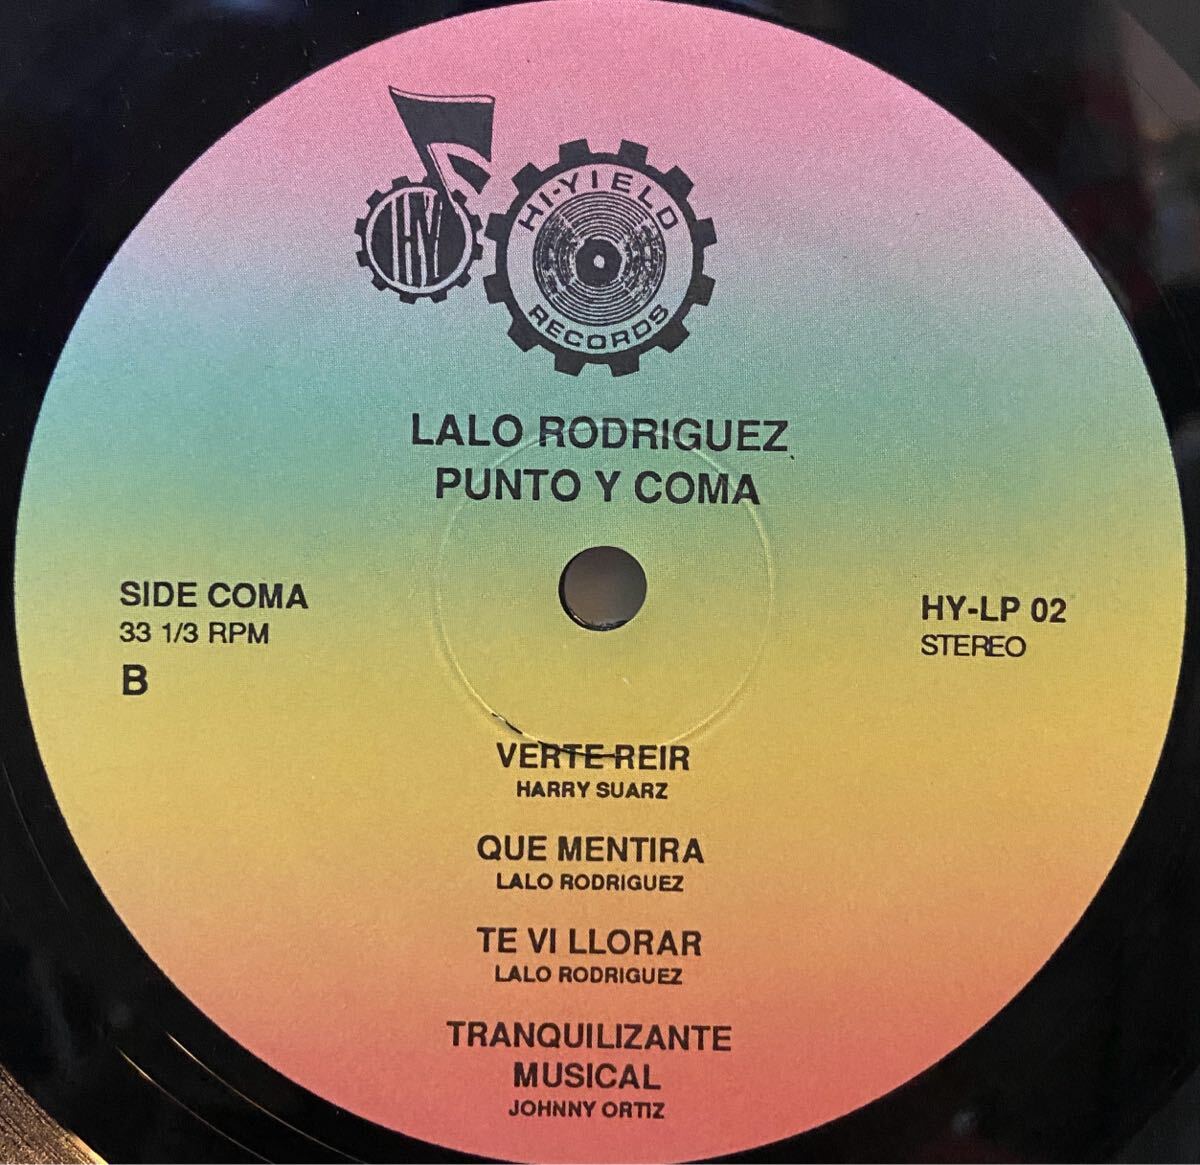 HY
HI-YIELD
RECORDS
LALO RODRIGUEZ
PUNTO Y COMA
SIDE COMA
33 1/3 RPM
B
HY-LP 02
STEREO
VERTE REIR
HARRY SUARZ
QUE MENTIRA
LALO RODRIGUEZ
TE VI LLORAR
LALO RODRIGUEZ
TRANQUILIZANTE
MUSICAL
JOHNNY ORTIZ